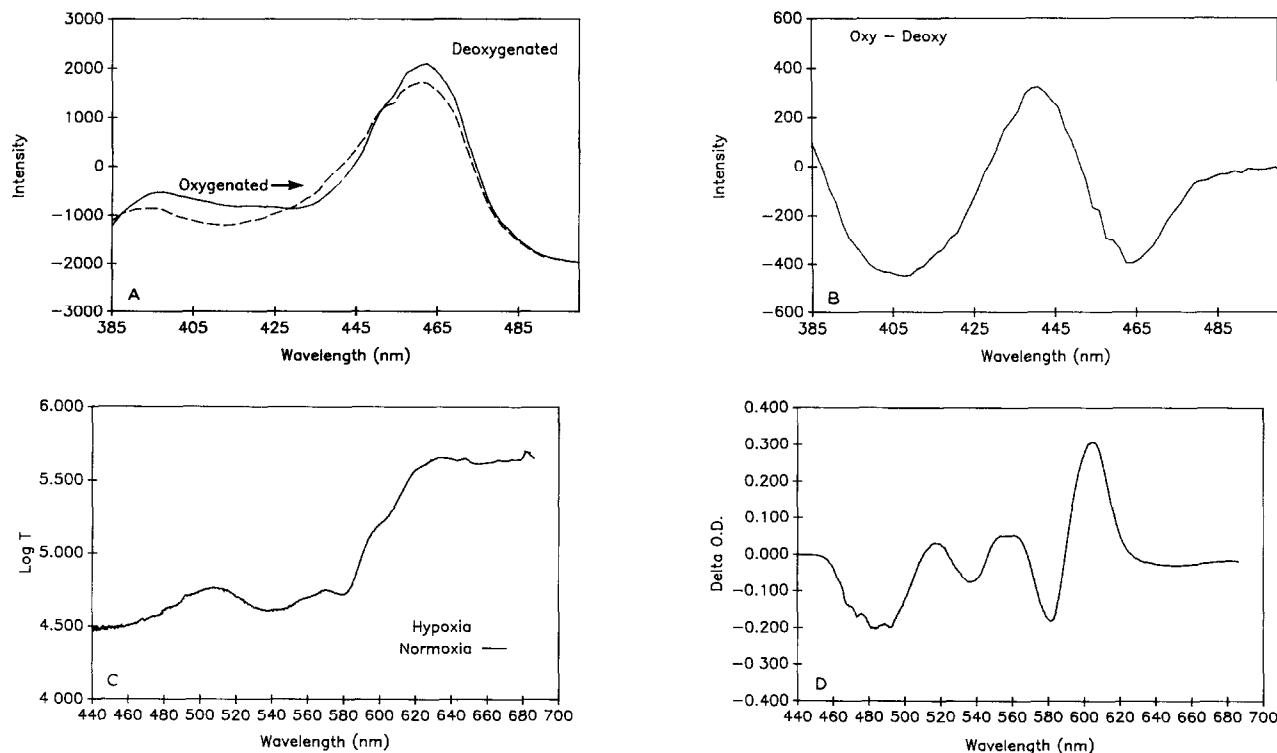 3000
2000
1000
0
−1000
−2000
−3000
Intensity
Deoxygenated
Oxygenated
A
385 405 425 445 465 485
Wavelength (nm)
600
400
200
0
−200
−400
−600
Intensity
Oxy − Deoxy
B
385 405 425 445 465 485
Wavelength (nm)
6.000
5.500
5.000
4.500
4 000
Log T
Hypoxia
Normoxia
C
440 460 480 500 520 540 560 580 600 620 640 660 680 700
Wavelength (nm)
0.400
0.300
0.200
0.100
0.000
−0.100
−0.200
−0.300
−0.400
Delta O.D.
D
440 460 480 500 520 540 560 580 600 620 640 660 680 700
Wavelength (nm)